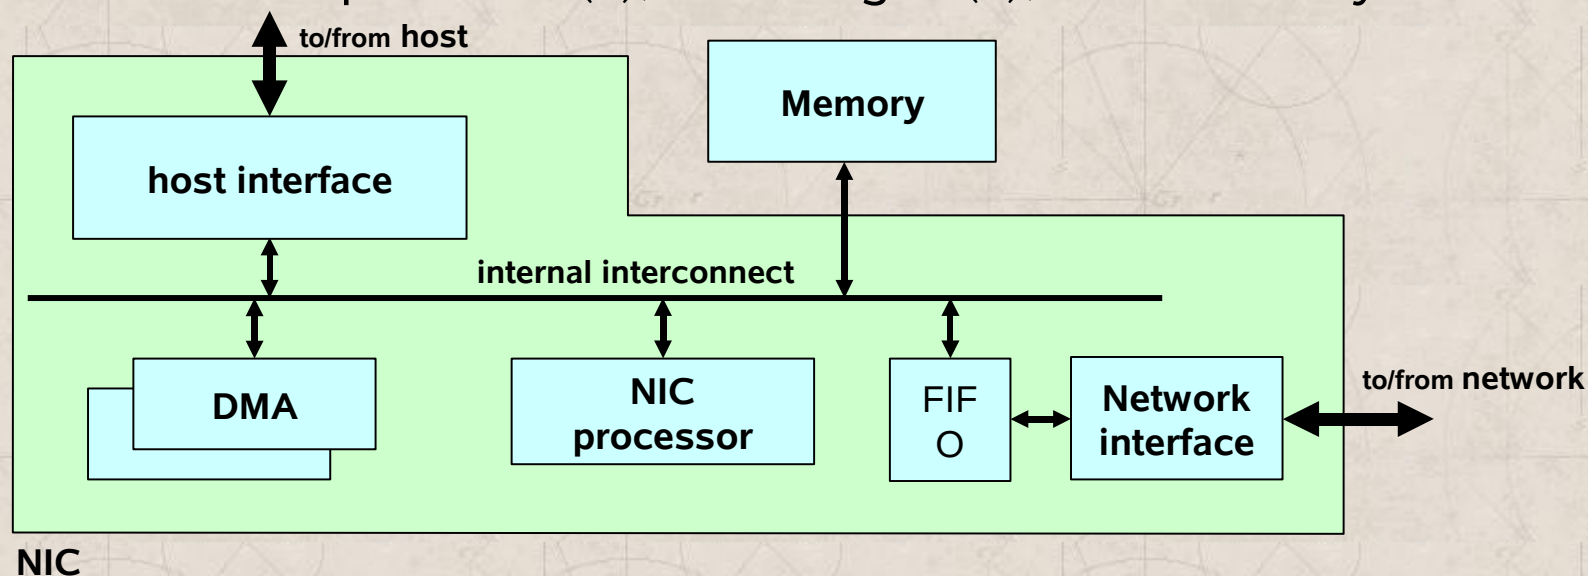 to/from host
Memory
host interface
internal interconnect
DMA
NIC
processor
FIF
O
Network
interface
to/from network
NIC